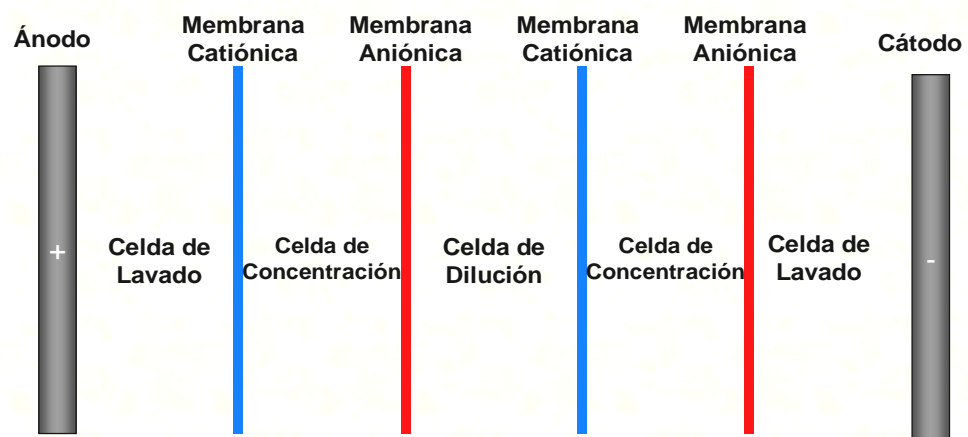 Ánodo
Membrana
Catiónica
Membrana
Aniónica
Membrana
Catiónica
Membrana
Aniónica
Cátodo
+
Celda de
Lavado
Celda de
Concentración
Celda de
Dilución
Celda de
Concentración
Celda de
Lavado
-